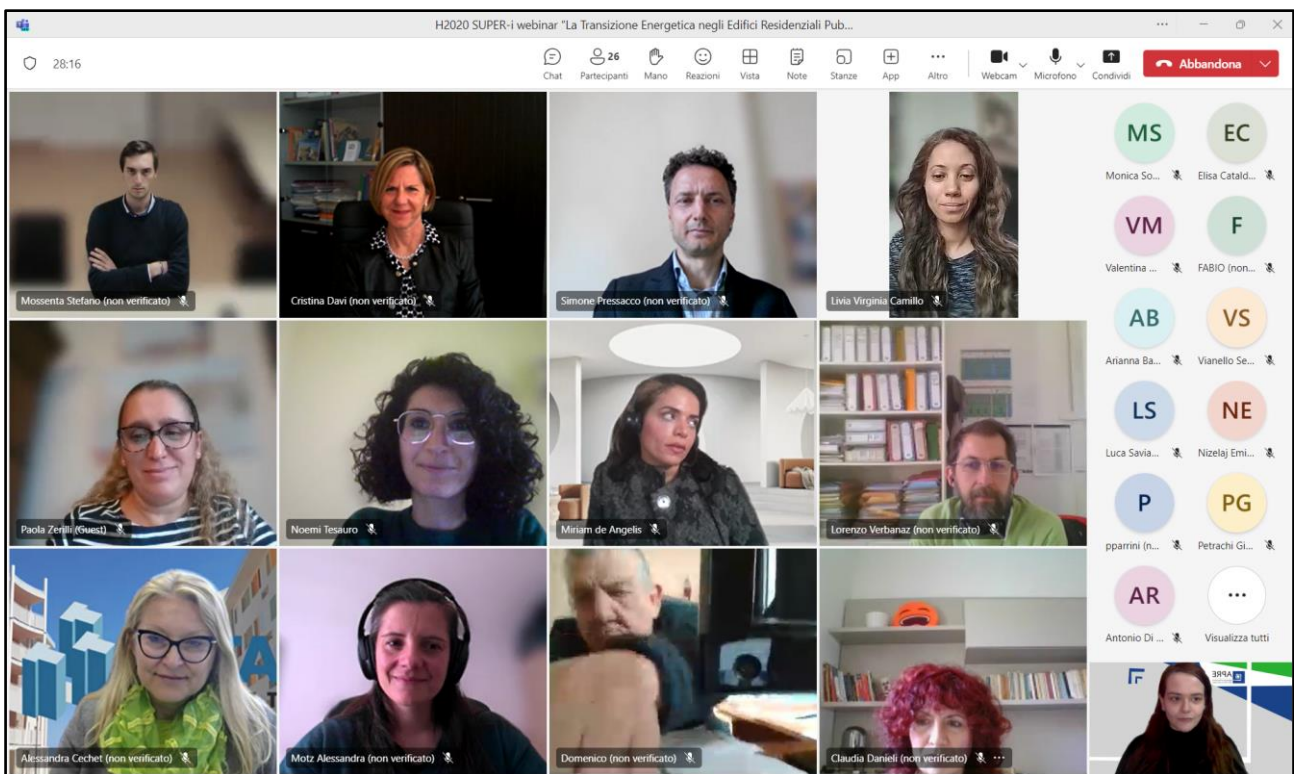 H2020 SUPER-i webinar "La Transizione Energetica negli Edifici Residenziali Pub...
28:16
Chat
26
Partecipanti
Mano
Reazioni
Vista
Note
Stanze
App
Altro
Webcam
Microfono
Condividi
Abbandona
Mossenta Stefano (non verificato)
Cristina Davi (non verificato)
Simone Pressacco (non verificato)
Livia Virginia Camillo
MS
Monica So...
EC
Elisa Catald...
VM
Valentina ...
F
FABIO (non...
AB
Arianna Ba...
VS
Vianello Se...
Paola Zerilli (Guest)
Noemi Tesauro
Miriam de Angelis
Lorenzo Verbanaz (non verificato)
LS
Luca Savia...
NE
Nizelaj Emi...
P
pparrini (n...
PG
Petrachi Gi...
AR
Antonio Di ...
Visualizza tutti
Alessandra Cechet (non verificato)
Motz Alessandra (non verificato)
Domenico (non verificato)
Claudia Danieli (non verificato)
APRE